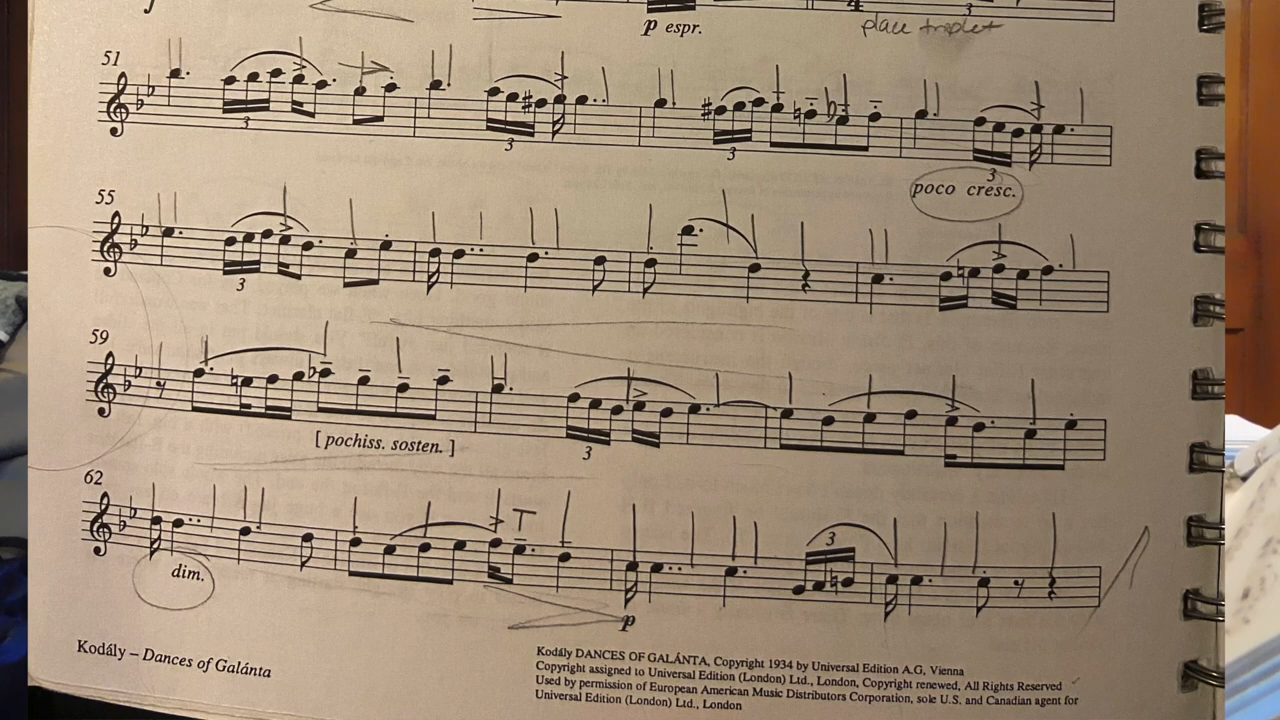 f
p espr.
3
4
place triplet
51
3
3
3
3
poco cresc.
55
3
59
[ pochiss. sosten. ]
3
62
3
dim.
p
Kodály – Dances of Galánta
Kodály DANCES OF GALÁNTA, Copyright 1934 by Universal Edition A.G, Vienna
Copyright assigned to Universal Edition (London) Ltd., London, Copyright renewed, All Rights Reserved
Used by permission of European American Music Distributors Corporation, sole U.S. and Canadian agent for
Universal Edition (London) Ltd., London